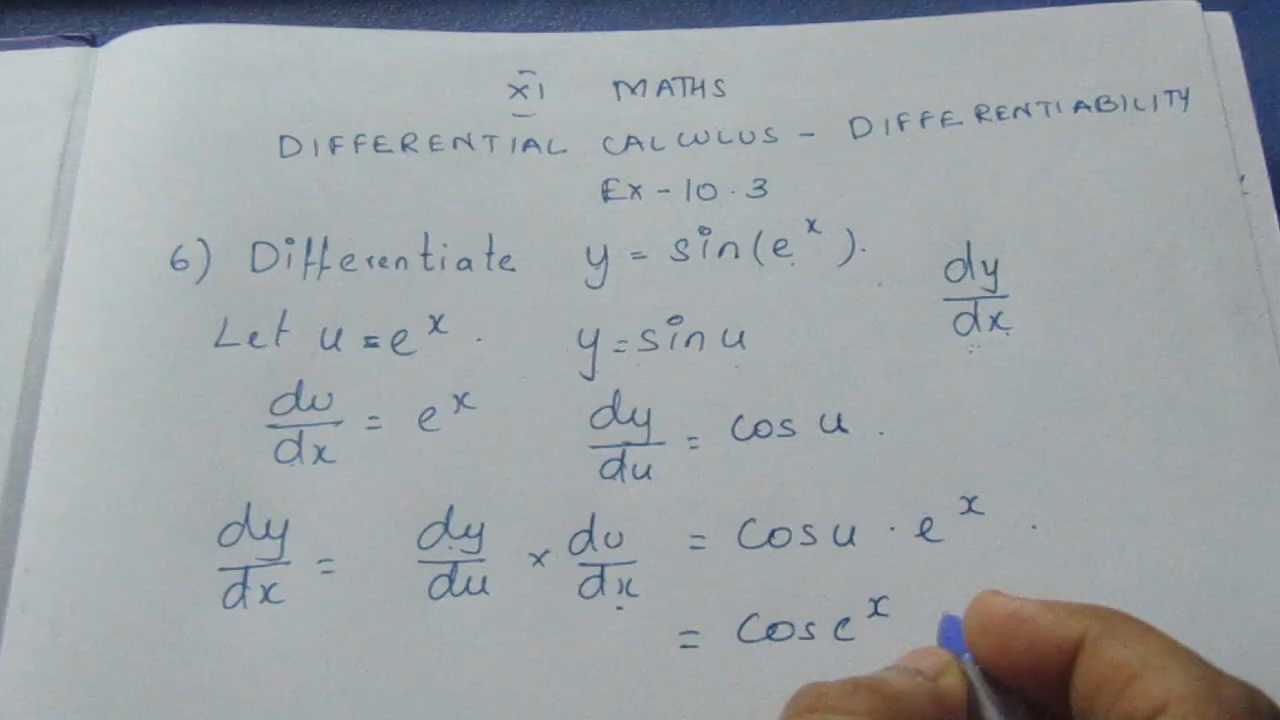 XI MATHS
DIFFERENTIAL CALCULUS - DIFFERENTIABILITY
Ex - 10.3
6) Differentiate y = sin(e^x). dy/dx
Let u = e^x. y = sin u
du/dx = e^x dy/du = cos u.
dy/dx = dy/du × du/dx = cos u · e^x.
= cos e^x